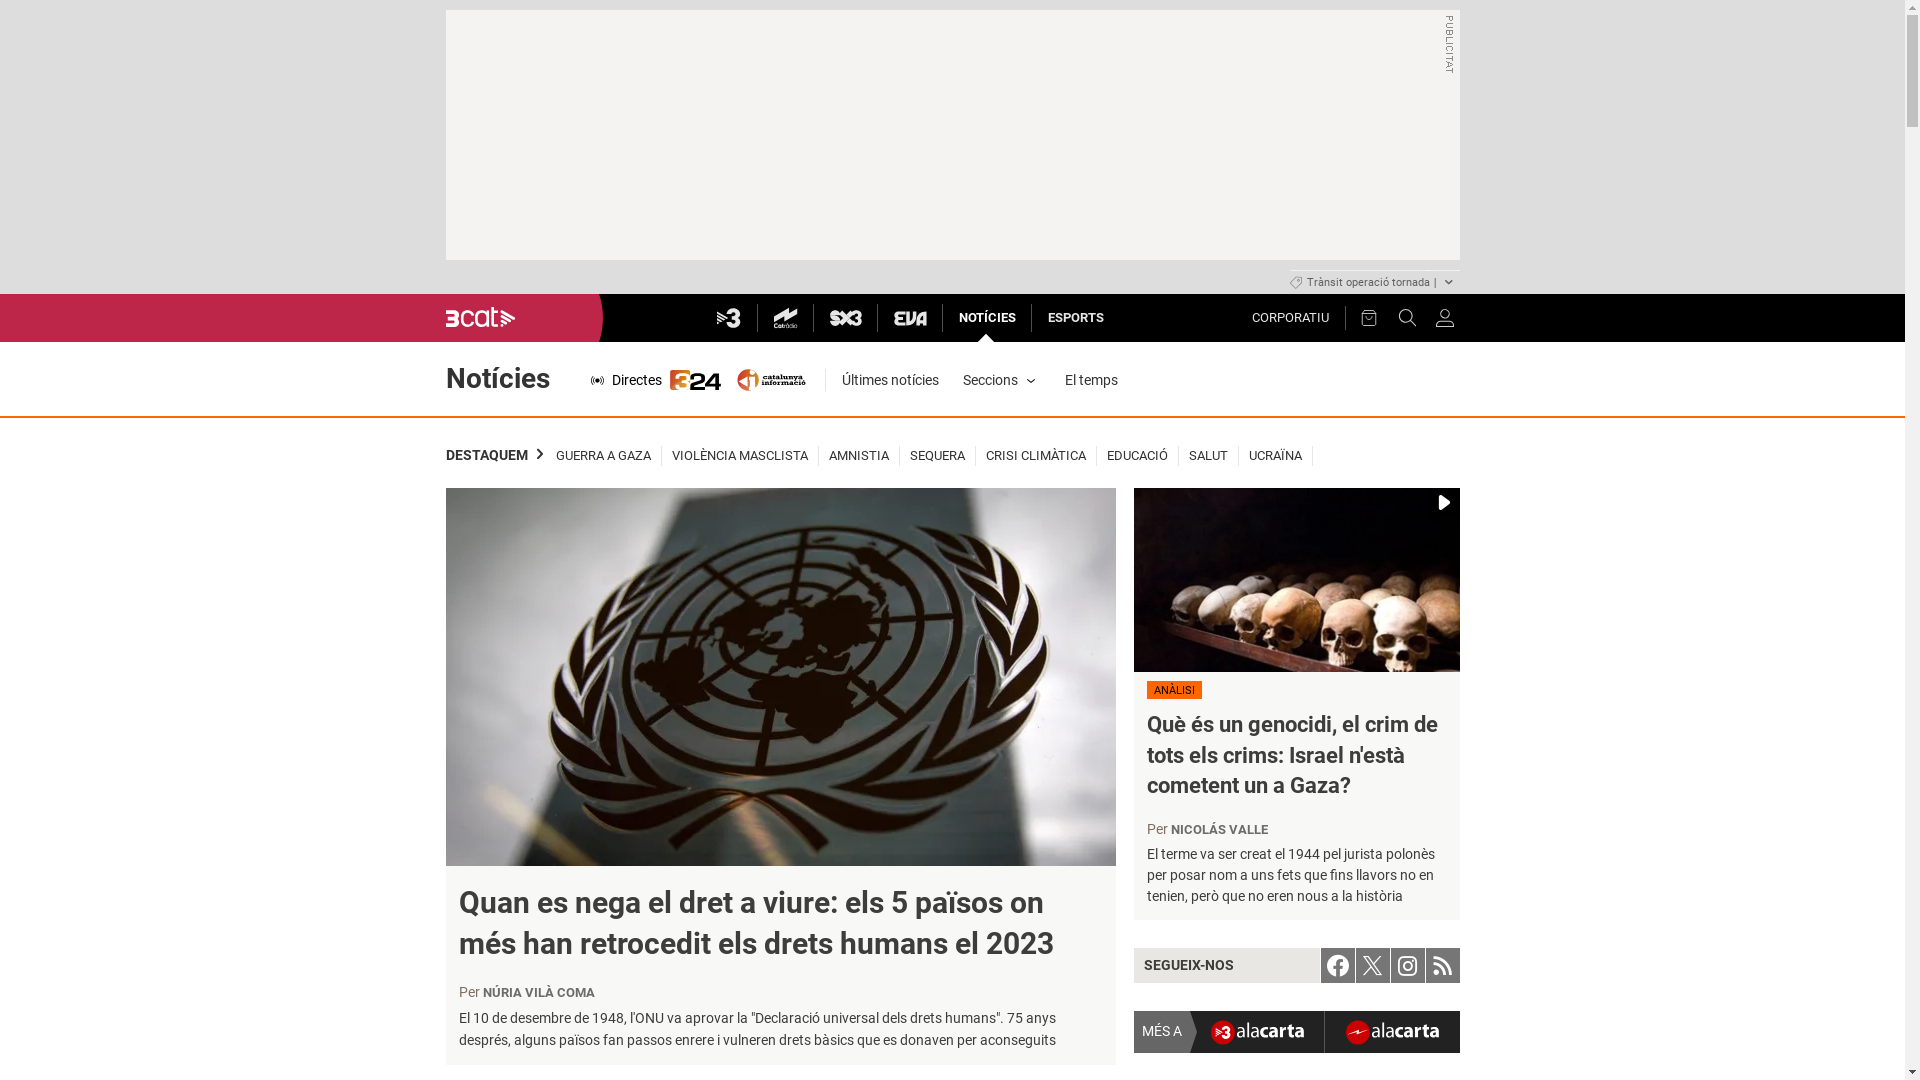 PUBLICITAT
Trànsit operació tornada |
3cat
3
Catràdio
SX3
EVA
NOTÍCIES
ESPORTS
CORPORATIU
Notícies
Directes
324
catalunya
informació
Últimes notícies
Seccions
El temps
DESTAQUEM
GUERRA A GAZA
VIOLÈNCIA MASCLISTA
AMNISTIA
SEQUERA
CRISI CLIMÀTICA
EDUCACIÓ
SALUT
UCRAÏNA
Quan es nega el dret a viure: els 5 països on
més han retrocedit els drets humans el 2023
Per NÚRIA VILÀ COMA
El 10 de desembre de 1948, l'ONU va aprovar la "Declaració universal dels drets humans". 75 anys
després, alguns països fan passos enrere i vulneren drets bàsics que es donaven per aconseguits
ANÀLISI
Què és un genocidi, el crim de
tots els crims: Israel n'està
cometent un a Gaza?
Per NICOLÁS VALLE
El terme va ser creat el 1944 pel jurista polonès
per posar nom a uns fets que fins llavors no en
tenien, però que no eren nous a la història
SEGUEIX-NOS
MÉS A
3 alacarta
alacarta